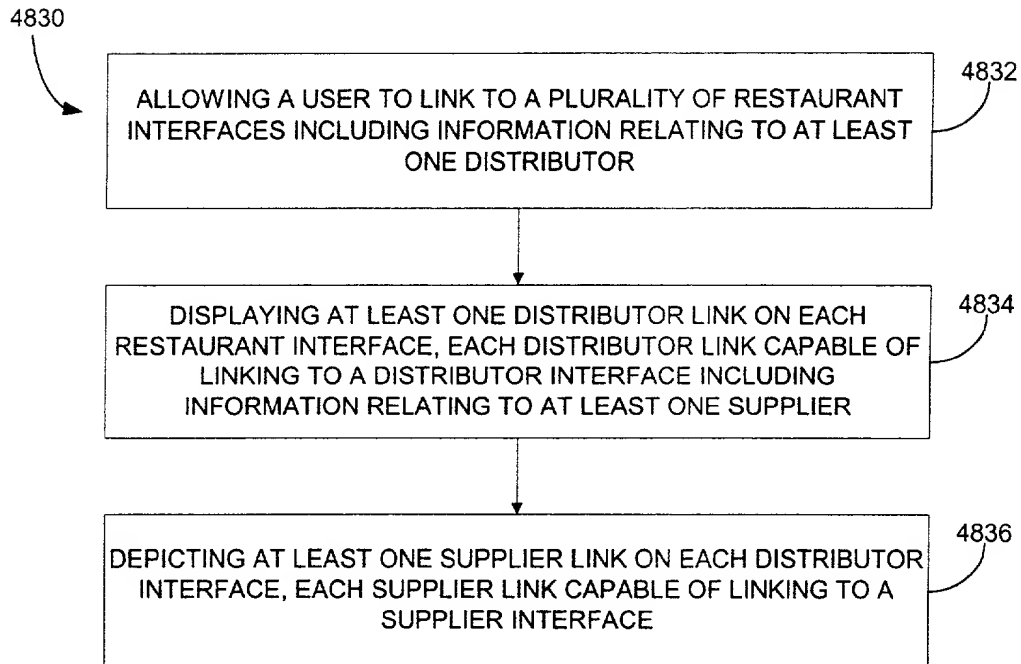 4830
4832
ALLOWING A USER TO LINK TO A PLURALITY OF RESTAURANT
INTERFACES INCLUDING INFORMATION RELATING TO AT LEAST
ONE DISTRIBUTOR
4834
DISPLAYING AT LEAST ONE DISTRIBUTOR LINK ON EACH
RESTAURANT INTERFACE, EACH DISTRIBUTOR LINK CAPABLE OF
LINKING TO A DISTRIBUTOR INTERFACE INCLUDING
INFORMATION RELATING TO AT LEAST ONE SUPPLIER
4836
DEPICTING AT LEAST ONE SUPPLIER LINK ON EACH DISTRIBUTOR
INTERFACE, EACH SUPPLIER LINK CAPABLE OF LINKING TO A
SUPPLIER INTERFACE